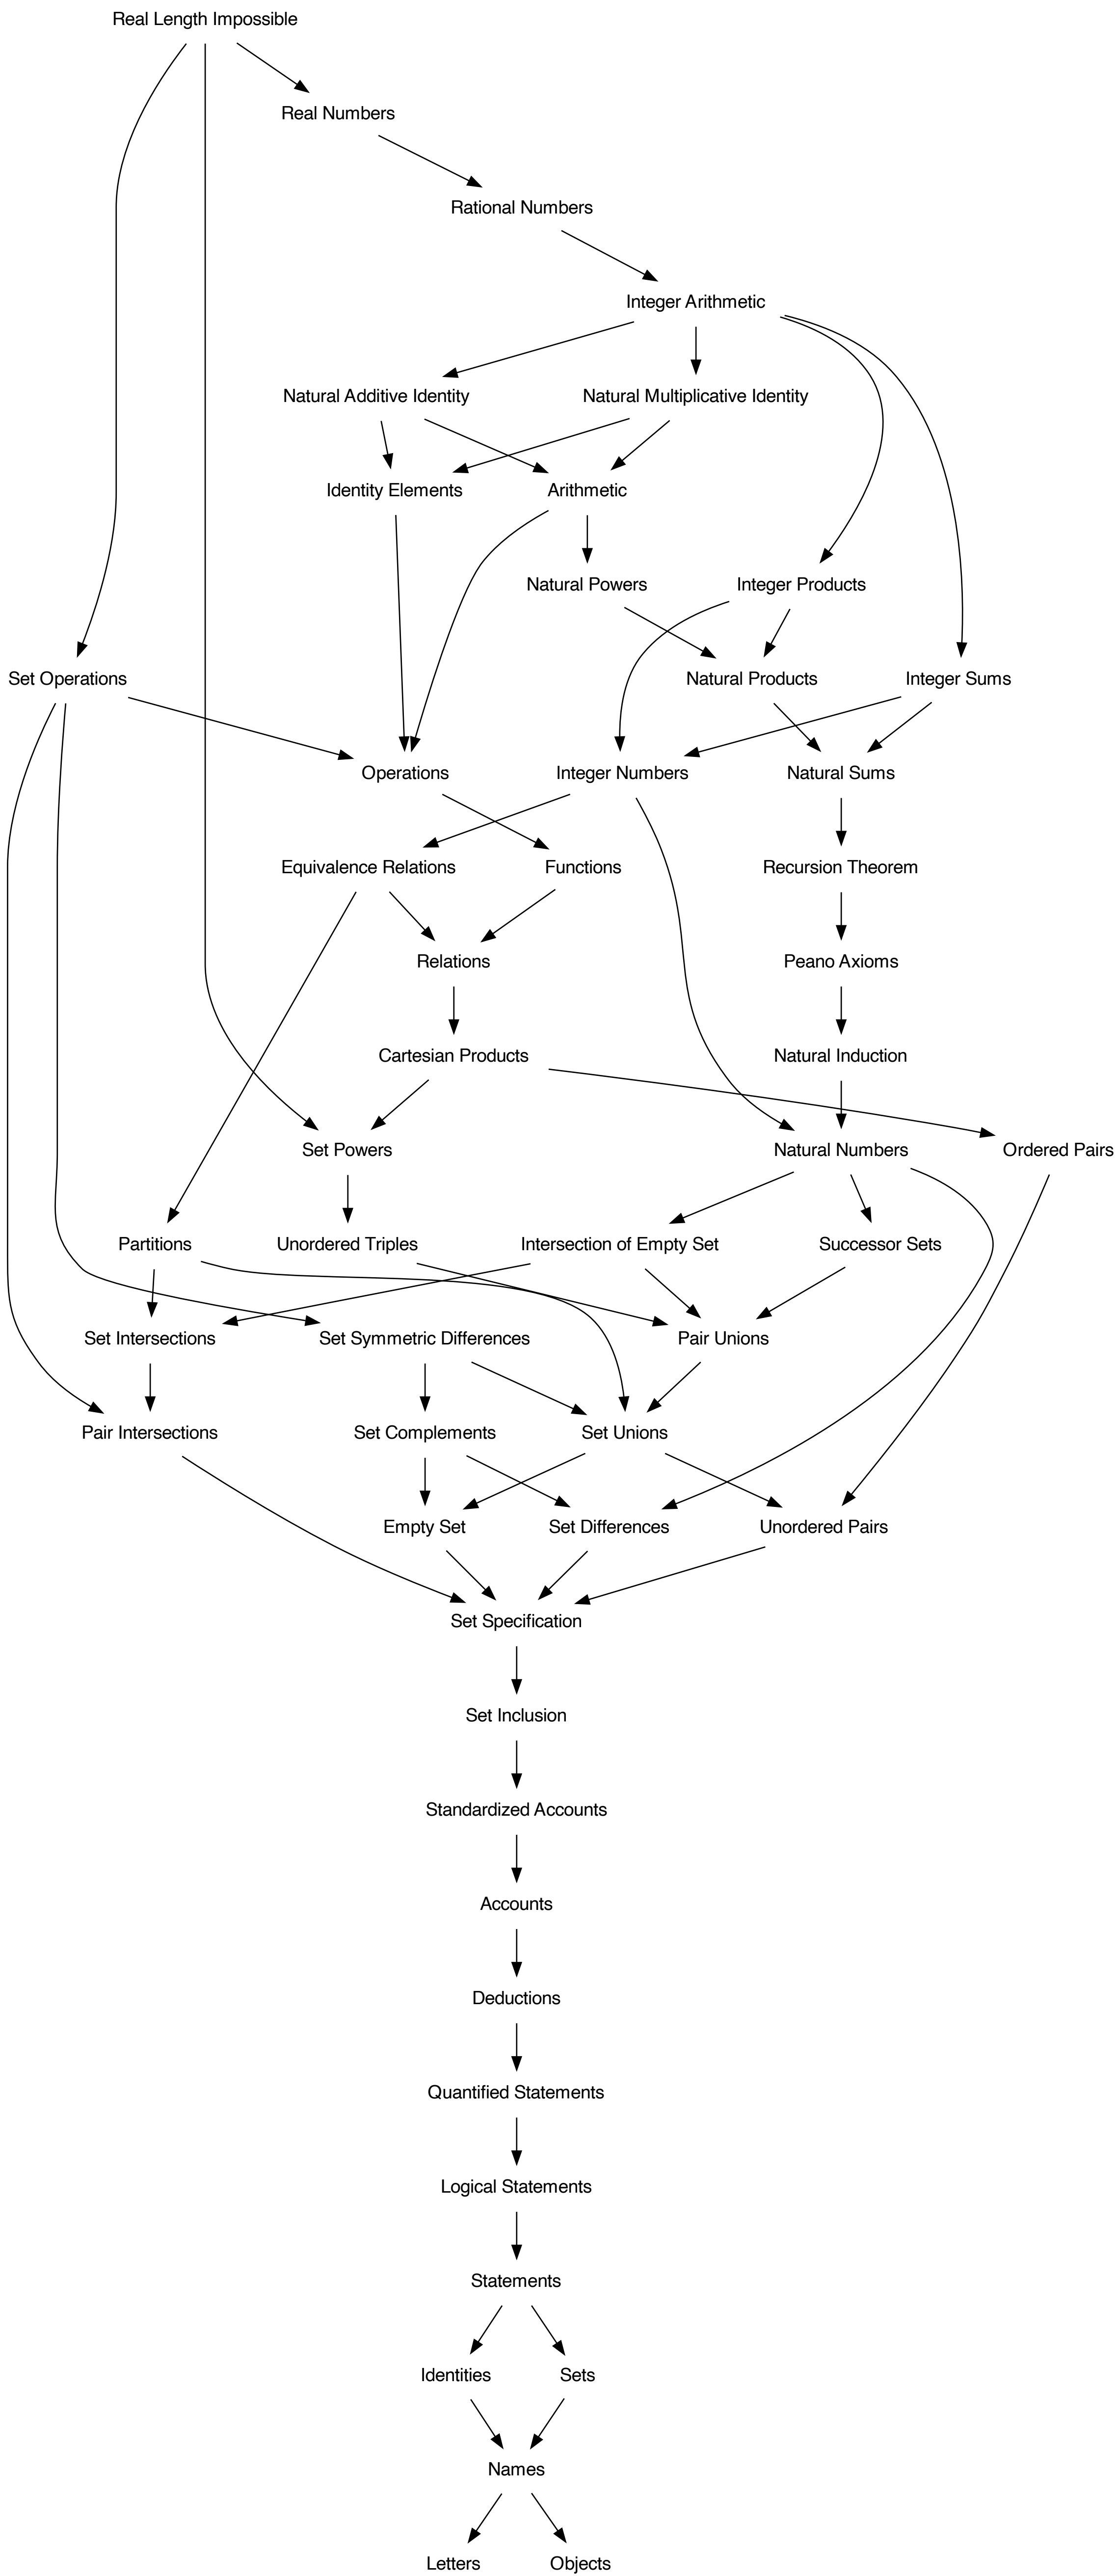 Real Length Impossible
Real Numbers
Rational Numbers
Integer Arithmetic
Natural Additive Identity
Natural Multiplicative Identity
Identity Elements
Arithmetic
Natural Powers
Integer Products
Set Operations
Natural Products
Integer Sums
Operations
Integer Numbers
Natural Sums
Equivalence Relations
Functions
Recursion Theorem
Relations
Peano Axioms
Cartesian Products
Natural Induction
Set Powers
Natural Numbers
Ordered Pairs
Partitions
Unordered Triples
Intersection of Empty Set
Successor Sets
Set Intersections
Set Symmetric Differences
Pair Unions
Pair Intersections
Set Complements
Set Unions
Empty Set
Set Differences
Unordered Pairs
Set Specification
Set Inclusion
Standardized Accounts
Accounts
Deductions
Quantified Statements
Logical Statements
Statements
Identities
Sets
Names
Letters
Objects